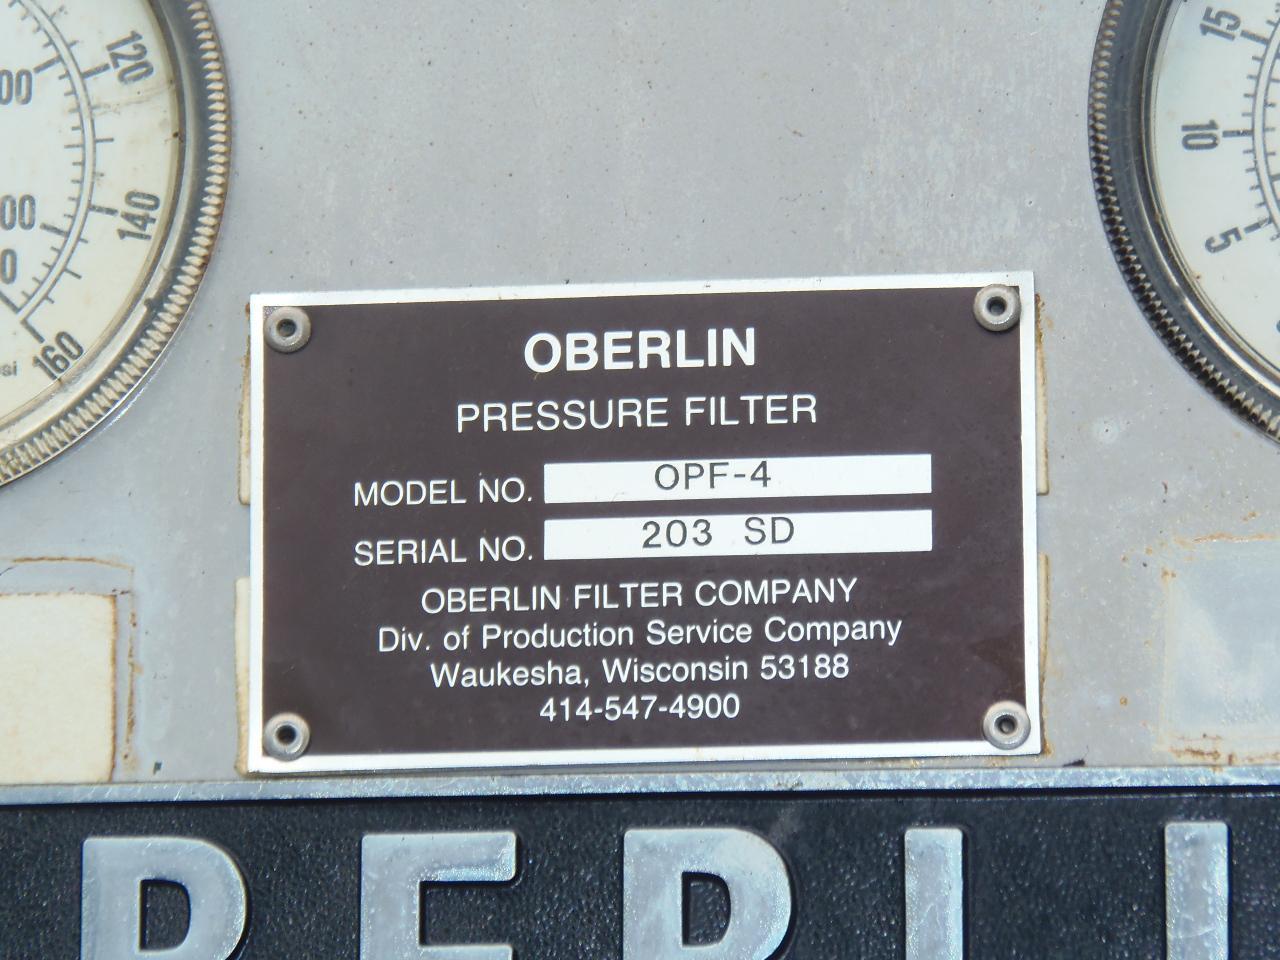 120
140
160
15
10
5
OBERLIN
PRESSURE FILTER
MODEL NO. OPF-4
SERIAL NO. 203 SD
OBERLIN FILTER COMPANY
Div. of Production Service Company
Waukesha, Wisconsin 53188
414-547-4900